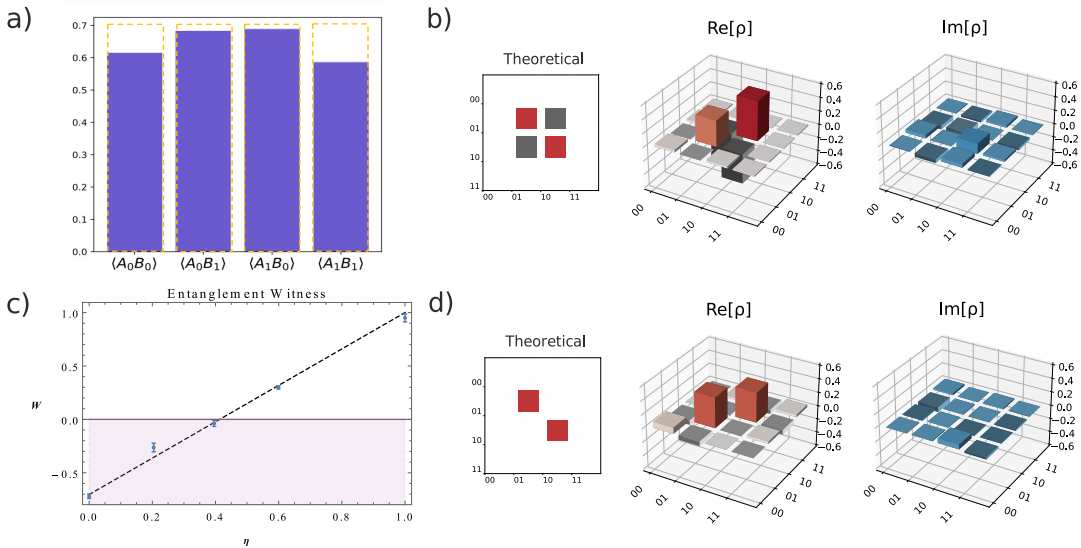 a)
0.7
0.6
0.5
0.4
0.3
0.2
0.1
0.0
⟨A₀B₀⟩ ⟨A₀B₁⟩ ⟨A₁B₀⟩ ⟨A₁B₁⟩
b)
Theoretical
00
01
10
11
00 01 10 11
Re[ρ]
0.6
0.4
0.2
0.0
−0.2
−0.4
−0.6
00 01 10 11
00 01 10 11
Im[ρ]
0.6
0.4
0.2
0.0
−0.2
−0.4
−0.6
00 01 10 11
00 01 10 11
c)
Entanglement Witness
W
1.0
0.5
0.0
−0.5
0.0 0.2 0.4 0.6 0.8 1.0
η
d)
Theoretical
00
01
10
11
00 01 10 11
Re[ρ]
0.6
0.4
0.2
0.0
−0.2
−0.4
−0.6
00 01 10 11
00 01 10 11
Im[ρ]
0.6
0.4
0.2
0.0
−0.2
−0.4
−0.6
00 01 10 11
00 01 10 11